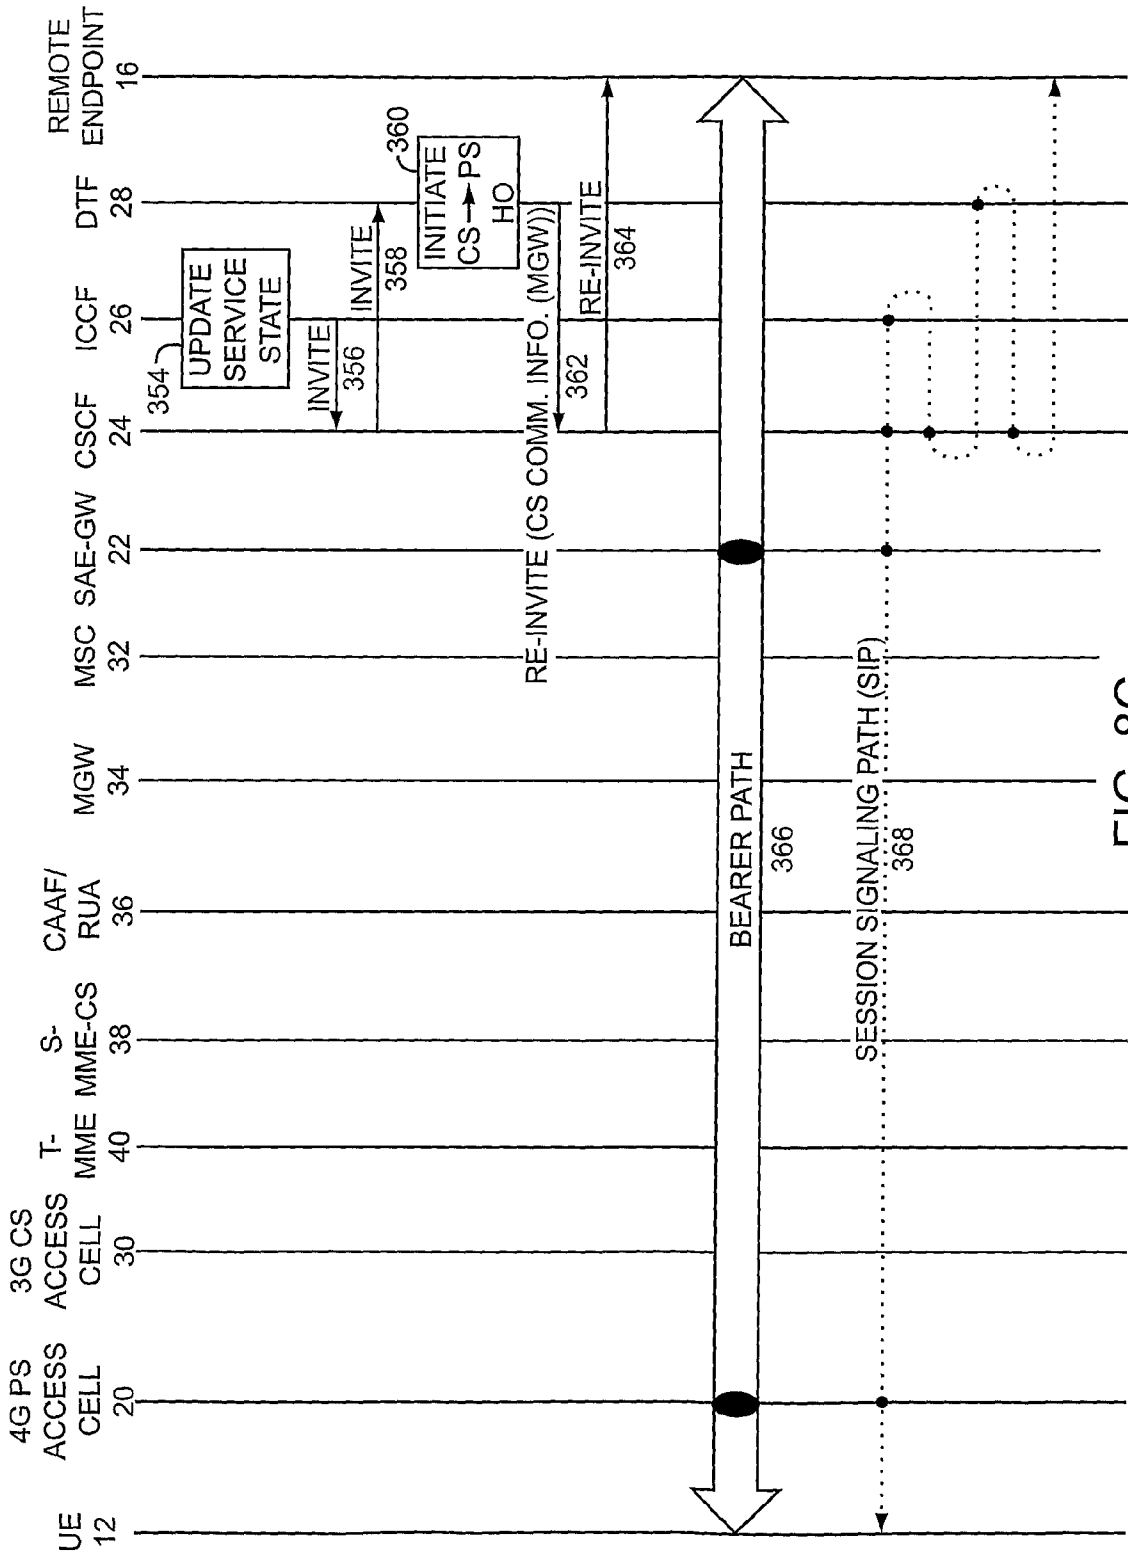 UE
12
4G PS
ACCESS
CELL
20
3G CS
ACCESS
CELL
30
T-
MME
40
S-
MME-CS
38
CAAF/
RUA
36
MGW
34
MSC
32
SAE-GW
22
CSCF
24
ICCF
26
DTF
28
REMOTE
ENDPOINT
16
354
UPDATE
SERVICE
STATE
INVITE
356
INVITE
358
360
INITIATE
CS PS
HO
RE-INVITE (CS COMM. INFO. (MGW))
362
RE-INVITE
364
BEARER PATH
366
SESSION SIGNALING PATH (SIP)
368